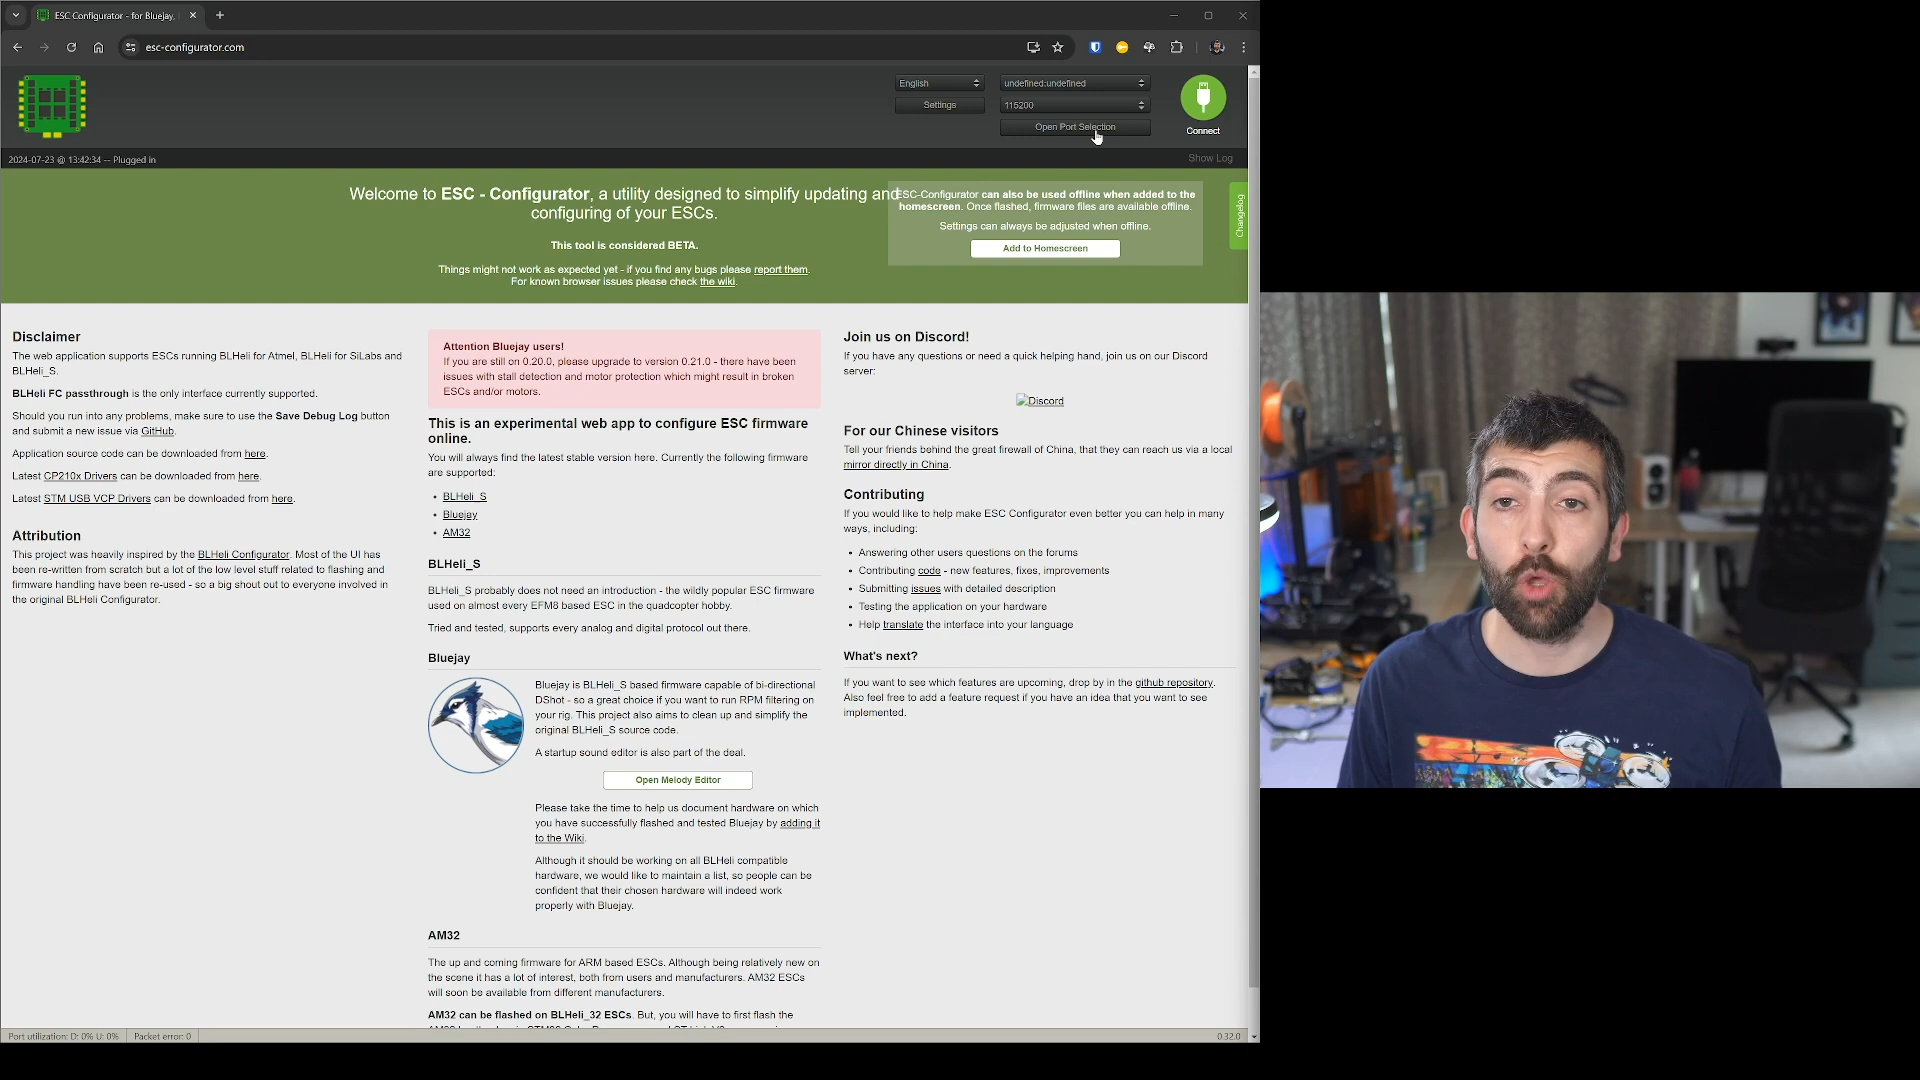 ESC Configurator - for Bluejay,
esc-configurator.com
English
undefined:undefined
Settings
115200
Open Port Selection
Connect
2024-07-23 @ 13:42:34 -- Plugged in
Show Log
Welcome to ESC - Configurator, a utility designed to simplify updating and
configuring of your ESCs.
This tool is considered BETA.
Things might not work as expected yet - if you find any bugs please report them.
For known browser issues please check the wiki.
ESC-Configurator can also be used offline when added to the
homescreen. Once flashed, firmware files are available offline.
Settings can always be adjusted when offline.
Add to Homescreen
Changelog
Disclaimer
The web application supports ESCs running BLHeli for Atmel, BLHeli for SiLabs and
BLHeli_S.
BLHeli FC passthrough is the only interface currently supported.
Should you run into any problems, make sure to use the Save Debug Log button
and submit a new issue via GitHub.
Application source code can be downloaded from here.
Latest CP210x Drivers can be downloaded from here.
Latest STM USB VCP Drivers can be downloaded from here.
Attribution
This project was heavily inspired by the BLHeli Configurator. Most of the UI has
been re-written from scratch but a lot of the low level stuff related to flashing and
firmware handling have been re-used - so a big shout out to everyone involved in
the original BLHeli Configurator.
Attention Bluejay users!
If you are still on 0.20.0, please upgrade to version 0.21.0 - there have been
issues with stall detection and motor protection which might result in broken
ESCs and/or motors.
This is an experimental web app to configure ESC firmware
online.
You will always find the latest stable version here. Currently the following firmware
are supported:
• BLHeli_S
• Bluejay
• AM32
BLHeli_S
BLHeli_S probably does not need an introduction - the wildly popular ESC firmware
used on almost every EFM8 based ESC in the quadcopter hobby.
Tried and tested, supports every analog and digital protocol out there.
Bluejay
Bluejay is BLHeli_S based firmware capable of bi-directional
DShot - so a great choice if you want to run RPM filtering on
your rig. This project also aims to clean up and simplify the
original BLHeli_S source code.
A startup sound editor is also part of the deal.
Open Melody Editor
Please take the time to help us document hardware on which
you have successfully flashed and tested Bluejay by adding it
to the Wiki.
Although it should be working on all BLHeli compatible
hardware, we would like to maintain a list, so people can be
confident that their chosen hardware will indeed work
properly with Bluejay.
AM32
The up and coming firmware for ARM based ESCs. Although being relatively new on
the scene it has a lot of interest, both from users and manufacturers. AM32 ESCs
will soon be available from different manufacturers.
AM32 can be flashed on BLHeli_32 ESCs. But, you will have to first flash the
Join us on Discord!
If you have any questions or need a quick helping hand, join us on our Discord
server:
Discord
For our Chinese visitors
Tell your friends behind the great firewall of China, that they can reach us via a local
mirror directly in China.
Contributing
If you would like to help make ESC Configurator even better you can help in many
ways, including:
• Answering other users questions on the forums
• Contributing code - new features, fixes, improvements
• Submitting issues with detailed description
• Testing the application on your hardware
• Help translate the interface into your language
What's next?
If you want to see which features are upcoming, drop by in the github repository.
Also feel free to add a feature request if you have an idea that you want to see
implemented.
Port utilization: D: 0% U: 0%
Packet error: 0
0.32.0